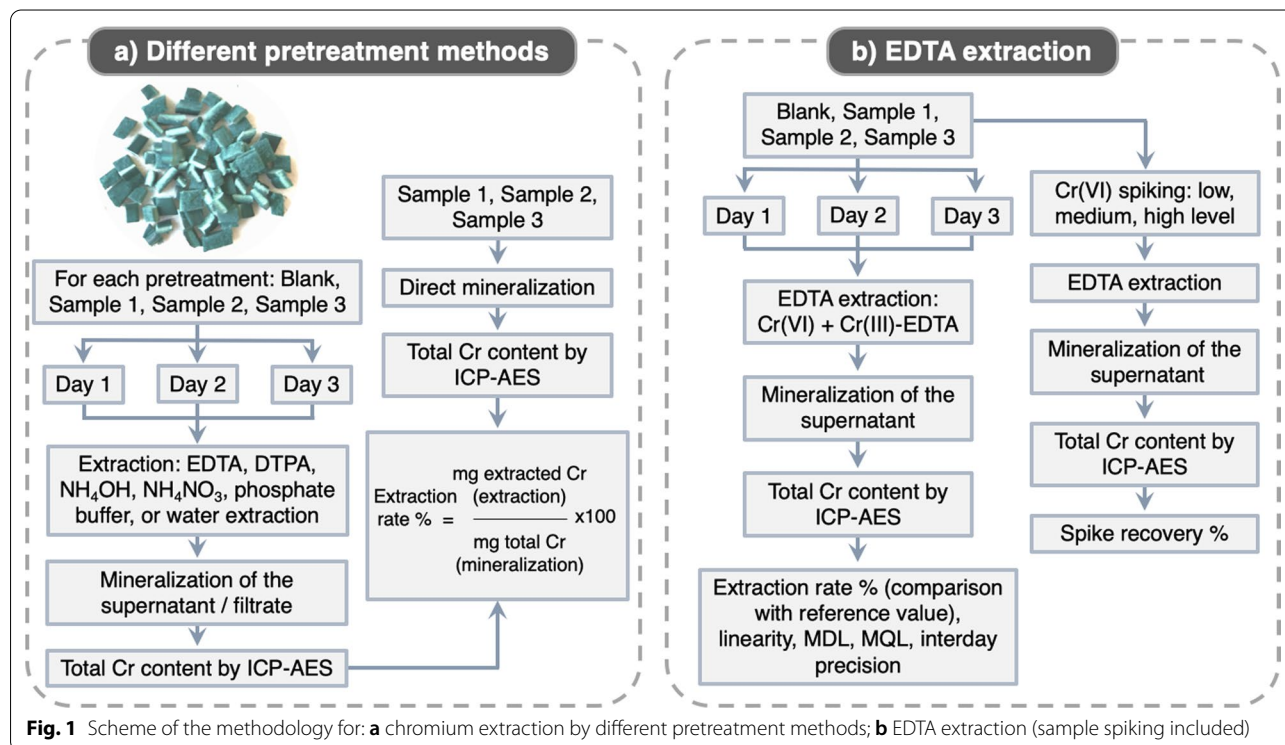 a) Different pretreatment methods
For each pretreatment: Blank,
Sample 1, Sample 2, Sample 3
Day 1
Day 2
Day 3
Extraction: EDTA, DTPA,
NH₄OH, NH₄NO₃, phosphate
buffer, or water extraction
Mineralization of the
supernatant / filtrate
Total Cr content by ICP-AES
Sample 1, Sample 2,
Sample 3
Direct mineralization
Total Cr content by
ICP-AES
Extraction
rate %
=
mg extracted Cr
(extraction)
mg total Cr
(mineralization)
x100
b) EDTA extraction
Blank, Sample 1,
Sample 2, Sample 3
Day 1
Day 2
Day 3
EDTA extraction:
Cr(VI) + Cr(III)-EDTA
Mineralization of the
supernatant
Total Cr content by
ICP-AES
Extraction rate % (comparison
with reference value),
linearity, MDL, MQL, interday
precision
Cr(VI) spiking: low,
medium, high level
EDTA extraction
Mineralization of the
supernatant
Total Cr content by
ICP-AES
Spike recovery %
Fig. 1 Scheme of the methodology for: a chromium extraction by different pretreatment methods; b EDTA extraction (sample spiking included)